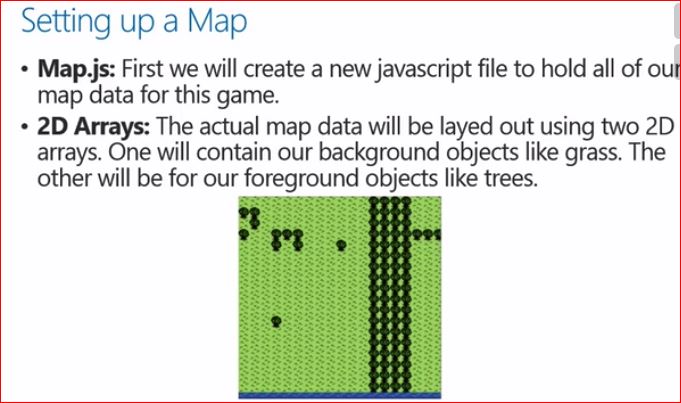 Setting up a Map
• Map.js: First we will create a new javascript file to hold all of our
map data for this game.
• 2D Arrays: The actual map data will be layed out using two 2D
arrays. One will contain our background objects like grass. The
other will be for our foreground objects like trees.